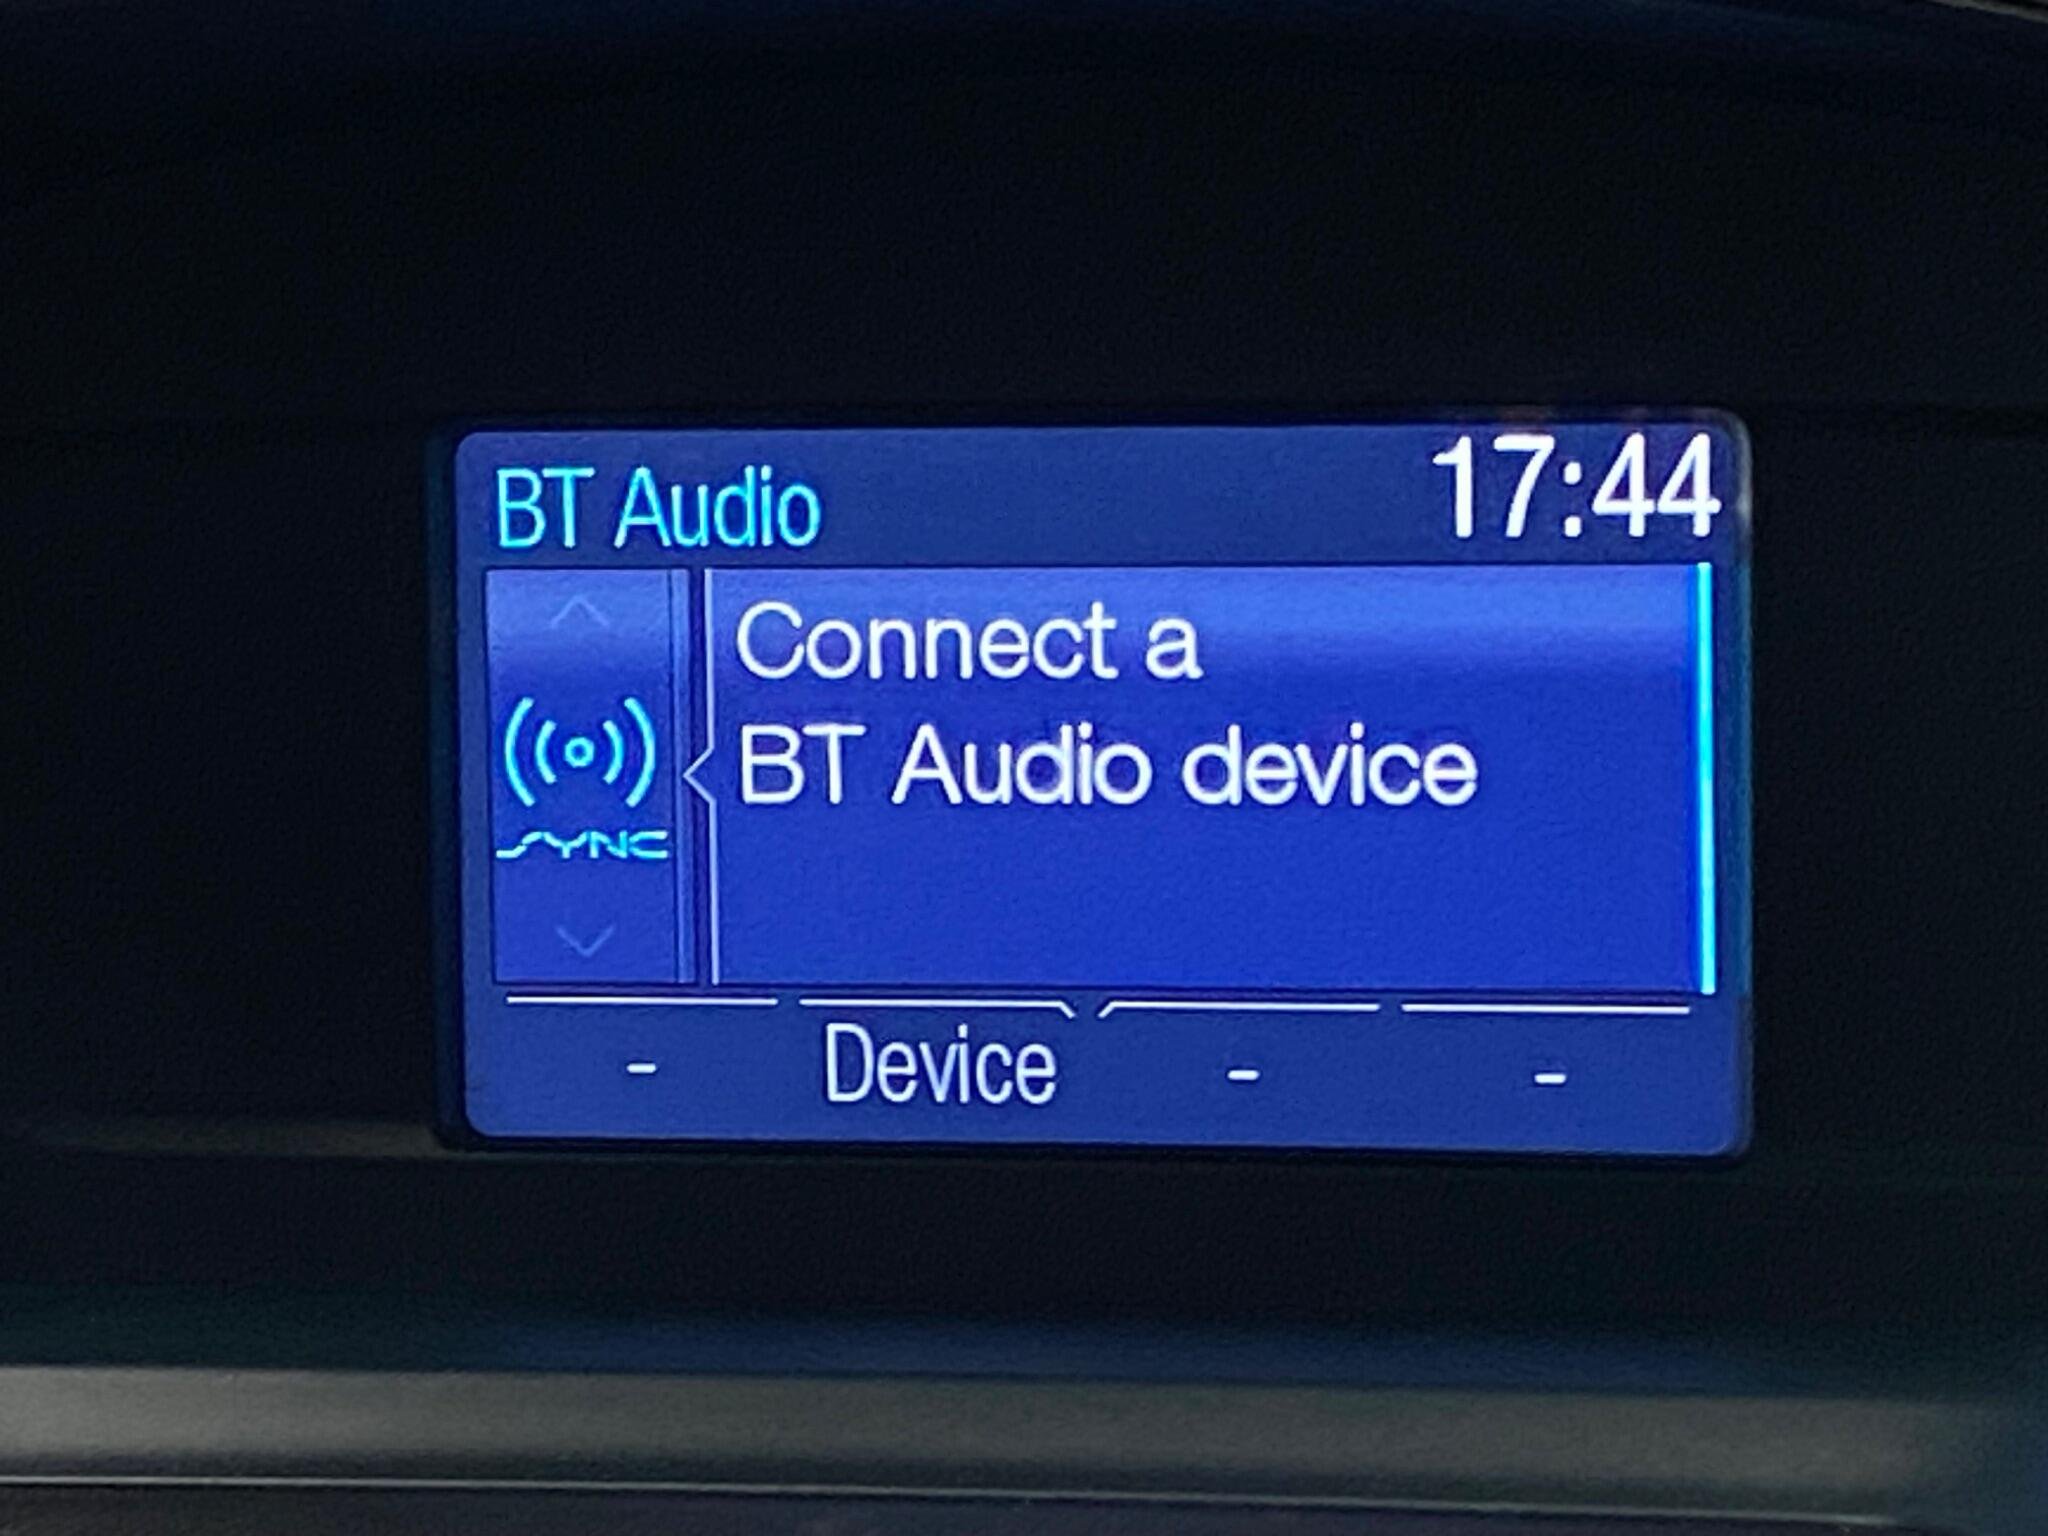 BT Audio
17:44
Connect a
BT Audio device
SYNC
- Device - -